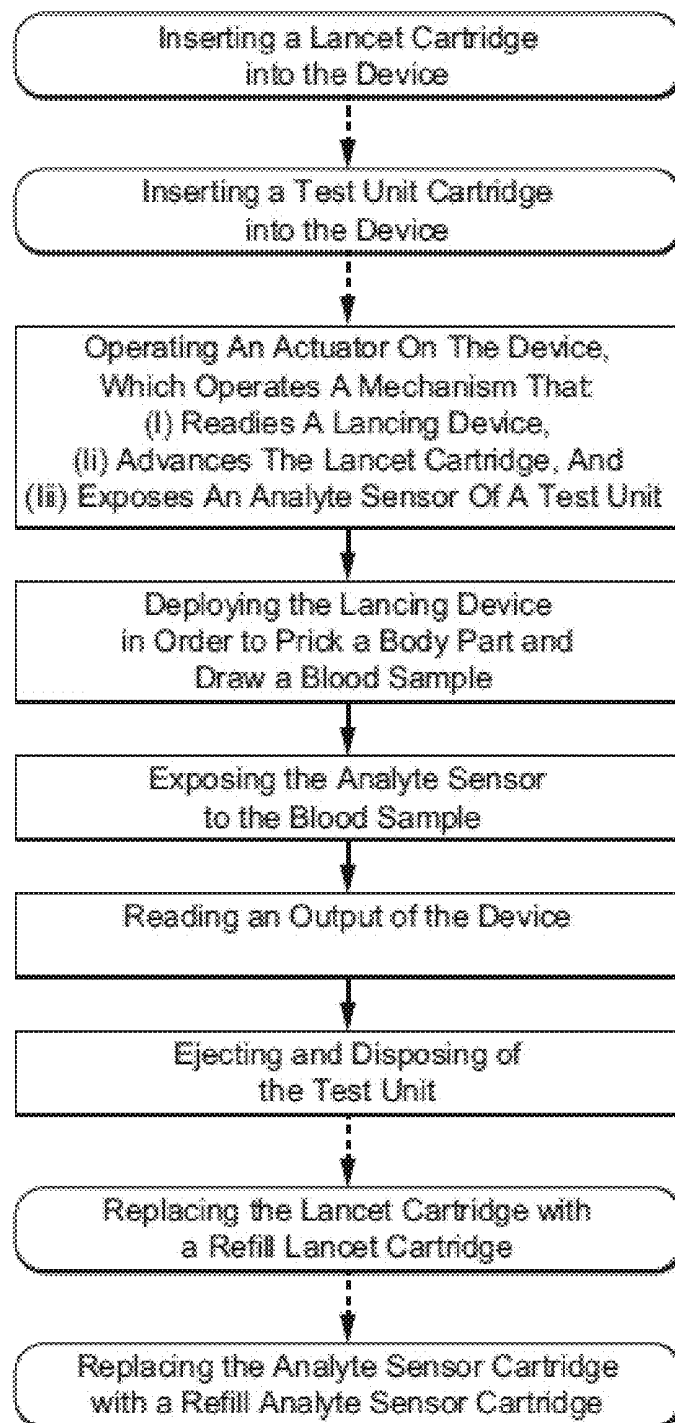 Inserting a Lancet Cartridge
into the Device
Inserting a Test Unit Cartridge
into the Device
Operating An Actuator On The Device,
Which Operates A Mechanism That:
(I) Readies A Lancing Device,
(Ii) Advances The Lancet Cartridge, And
(Iii) Exposes An Analyte Sensor Of A Test Unit
Deploying the Lancing Device
in Order to Prick a Body Part and
Draw a Blood Sample
Exposing the Analyte Sensor
to the Blood Sample
Reading an Output of the Device
Ejecting and Disposing of
the Test Unit
Replacing the Lancet Cartridge with
a Refill Lancet Cartridge
Replacing the Analyte Sensor Cartridge
with a Refill Analyte Sensor Cartridge